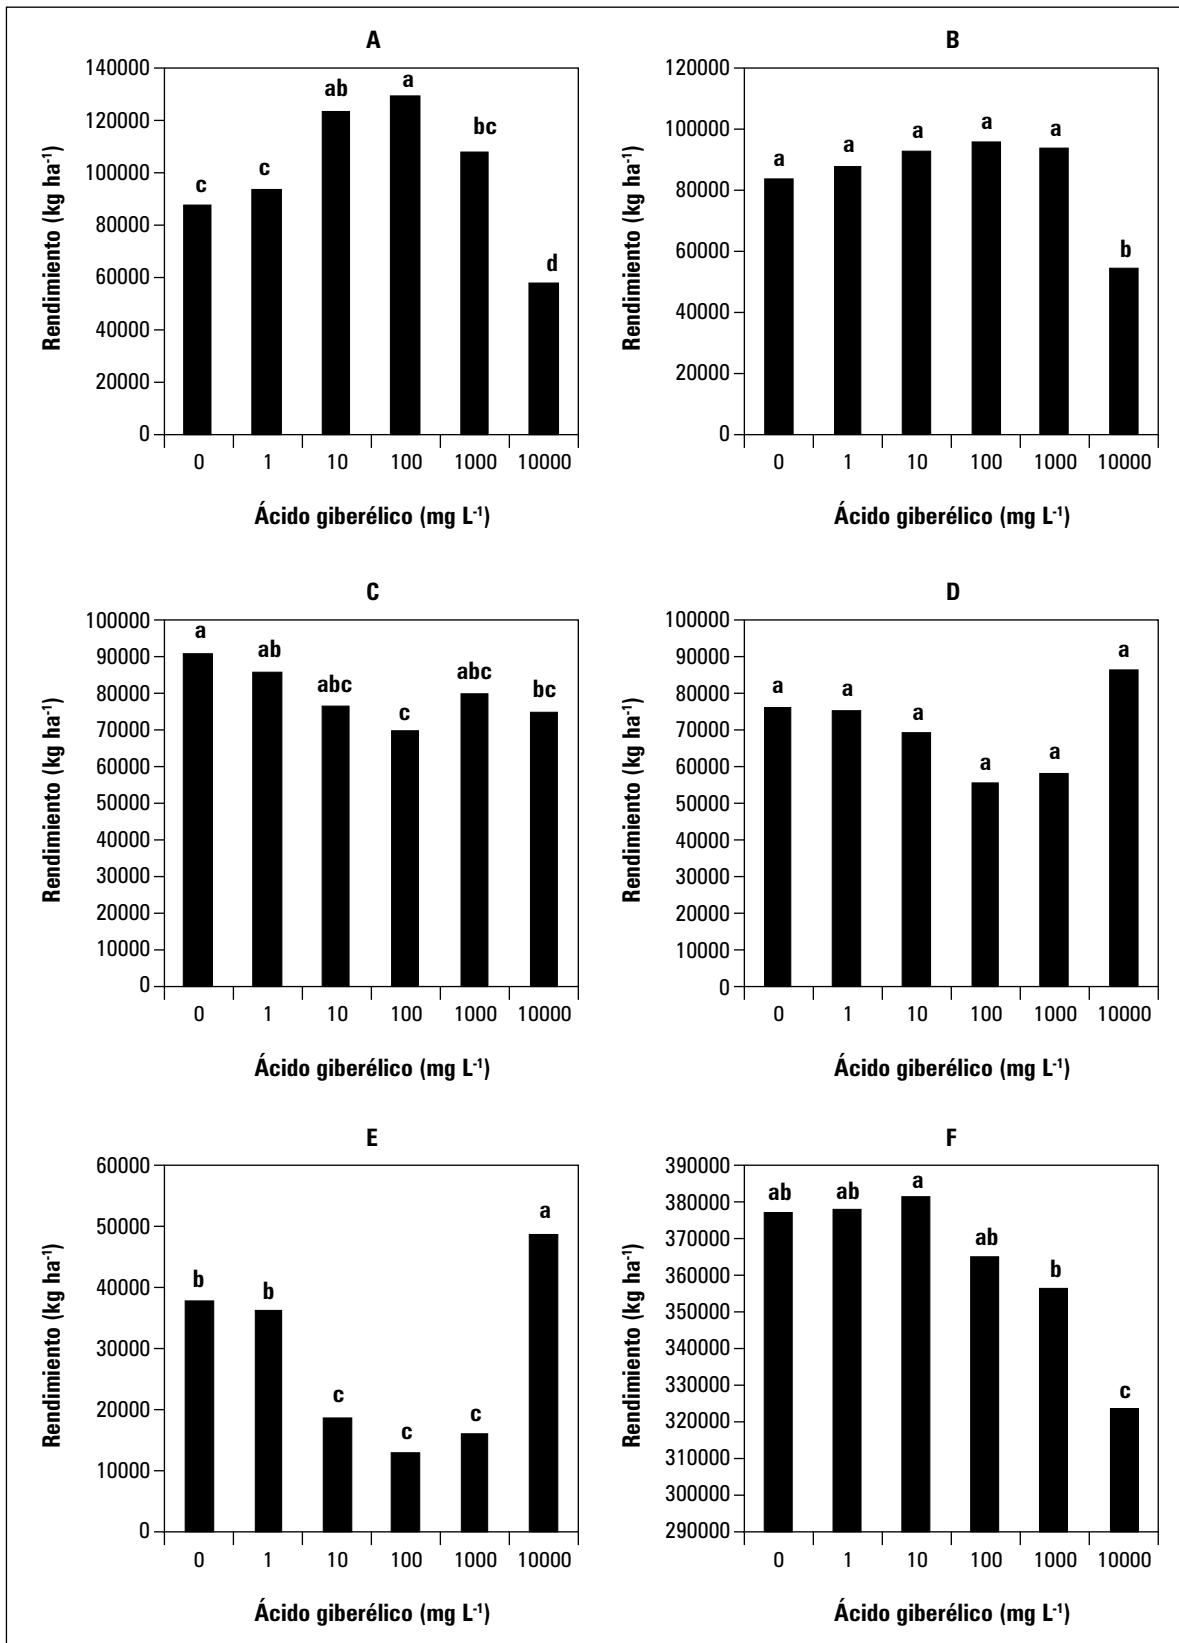 A
Rendimiento (kg ha-1)
140000
120000
100000
80000
60000
40000
20000
0
c
c
ab
a
bc
d
0 1 10 100 1000 10000
Ácido giberélico (mg L-1)
B
Rendimiento (kg ha-1)
120000
100000
80000
60000
40000
20000
0
a
a
a
a
a
b
0 1 10 100 1000 10000
Ácido giberélico (mg L-1)
C
Rendimiento (kg ha-1)
100000
90000
80000
70000
60000
50000
40000
30000
20000
10000
0
a
ab
abc
c
abc
bc
0 1 10 100 1000 10000
Ácido giberélico (mg L-1)
D
Rendimiento (kg ha-1)
100000
90000
80000
70000
60000
50000
40000
30000
20000
10000
0
a
a
a
a
a
a
0 1 10 100 1000 10000
Ácido giberélico (mg L-1)
E
Rendimiento (kg ha-1)
60000
50000
40000
30000
20000
10000
0
b
b
c
c
c
a
0 1 10 100 1000 10000
Ácido giberélico (mg L-1)
F
Rendimiento (kg ha-1)
390000
380000
370000
360000
350000
340000
330000
320000
310000
300000
290000
ab
ab
a
ab
b
c
0 1 10 100 1000 10000
Ácido giberélico (mg L-1)